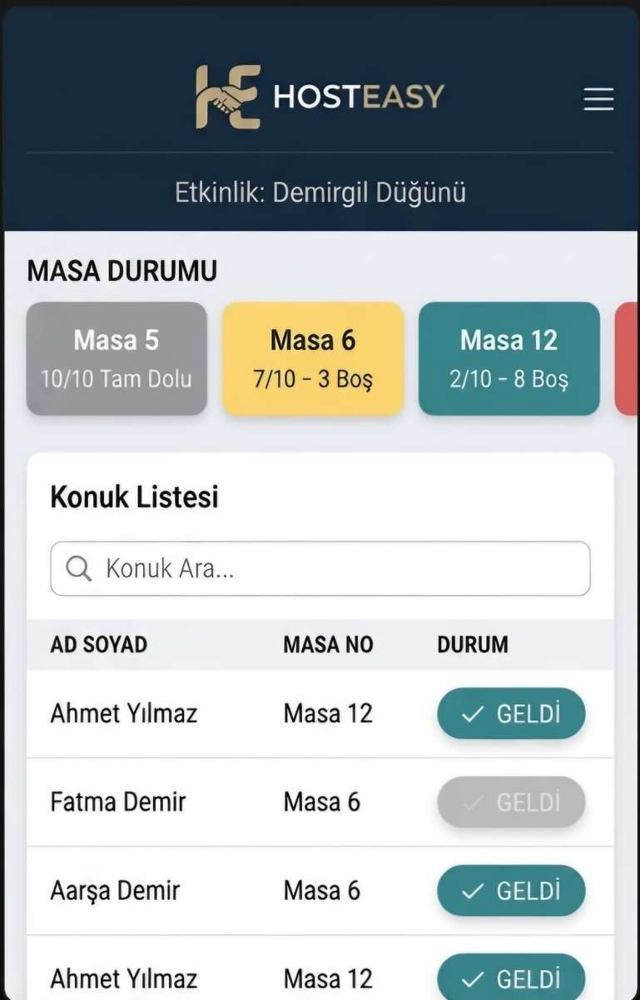 HOSTEASY
Etkinlik: Demirgil Düğünü
MASA DURUMU
Masa 5
10/10 Tam Dolu
Masa 6
7/10 - 3 Boş
Masa 12
2/10 - 8 Boş
Konuk Listesi
Konuk Ara...
AD SOYAD MASA NO DURUM
Ahmet Yılmaz Masa 12 ✓ GELDİ
Fatma Demir Masa 6 ✓ GELDİ
Aarşa Demir Masa 6 ✓ GELDİ
Ahmet Yılmaz Masa 12 ✓ GELDİ